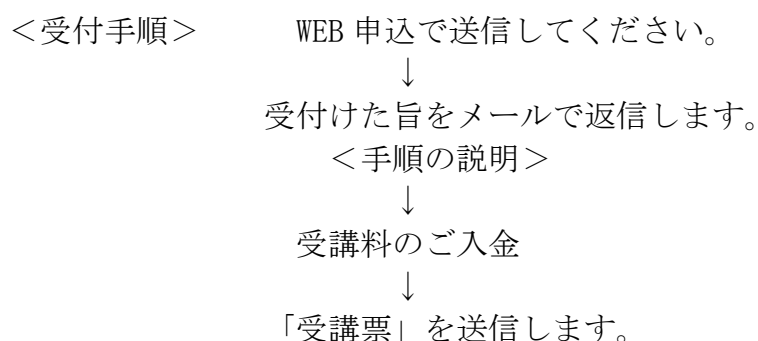 ＜受付手順＞　　WEB 申込で送信してください。
↓
受付けた旨をメールで返信します。
＜手順の説明＞
↓
受講料のご入金
↓
「受講票」を送信します。